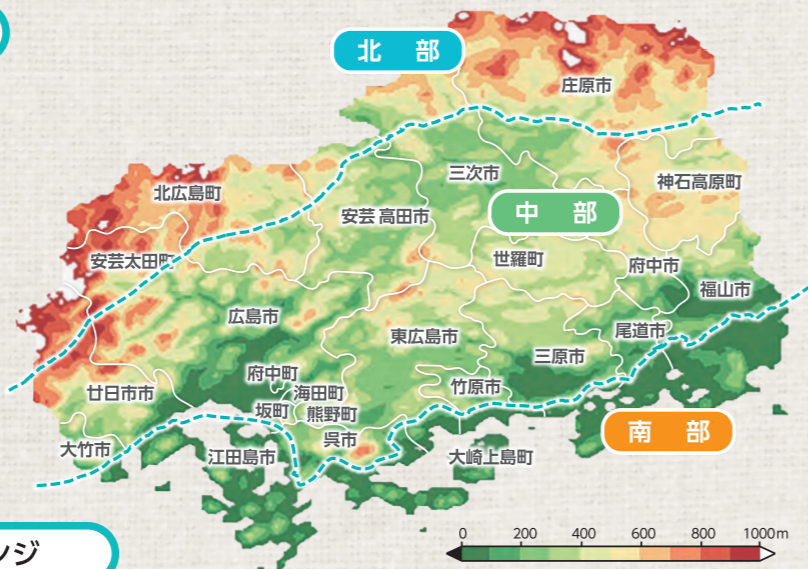 北 部
庄原市
三次市
北広島町
神石高原町
安芸高田市
中 部
安芸太田町
世羅町
府中市
福山市
広島市
東広島市
尾道市
三原市
府中町
海田町
廿日市市
竹原市
坂町
熊野町
南 部
呉市
大竹市
江田島市
大崎上島町
0 200 400 600 800 1000m
ンジ